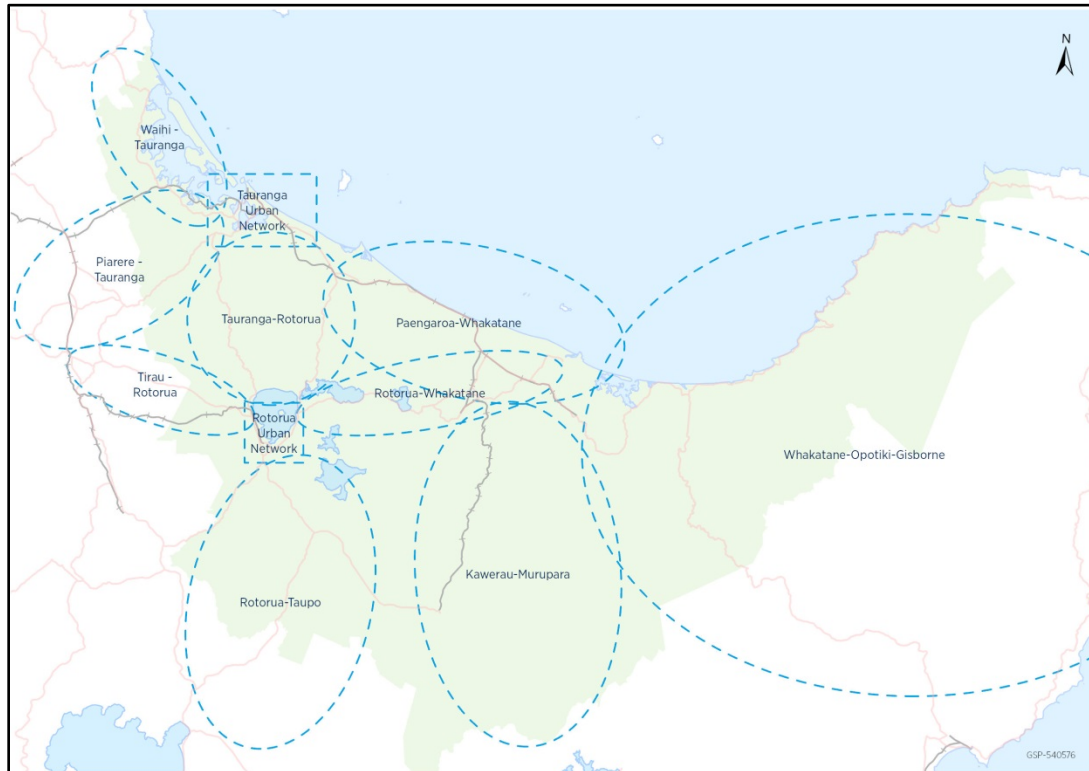 N
Waihi -
Tauranga
Tauranga
Urban
Network
Piarere -
Tauranga
Tauranga-Rotorua
Paengaroa-Whakatane
Tirau -
Rotorua
Rotorua-Whakatane
Rotorua
Urban
Network
Whakatane-Opotiki-Gisborne
Kawerau-Murupara
Rotorua-Taupo
GSP-540576